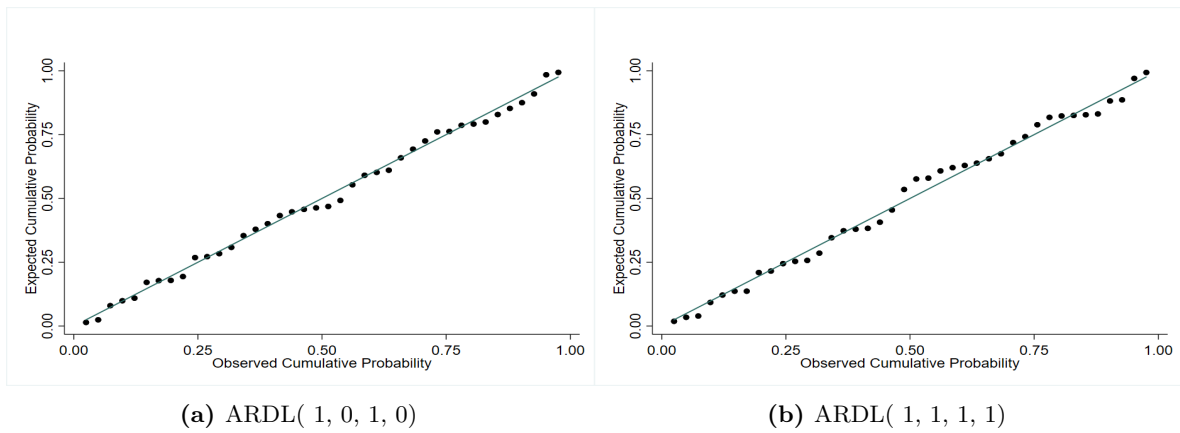 Expected Cumulative Probability
1.00
0.75
0.50
0.25
0.00
0.00 0.25 0.50 0.75 1.00
Observed Cumulative Probability
(a) ARDL( 1, 0, 1, 0)
Expected Cumulative Probability
1.00
0.75
0.50
0.25
0.00
0.00 0.25 0.50 0.75 1.00
Observed Cumulative Probability
(b) ARDL( 1, 1, 1, 1)